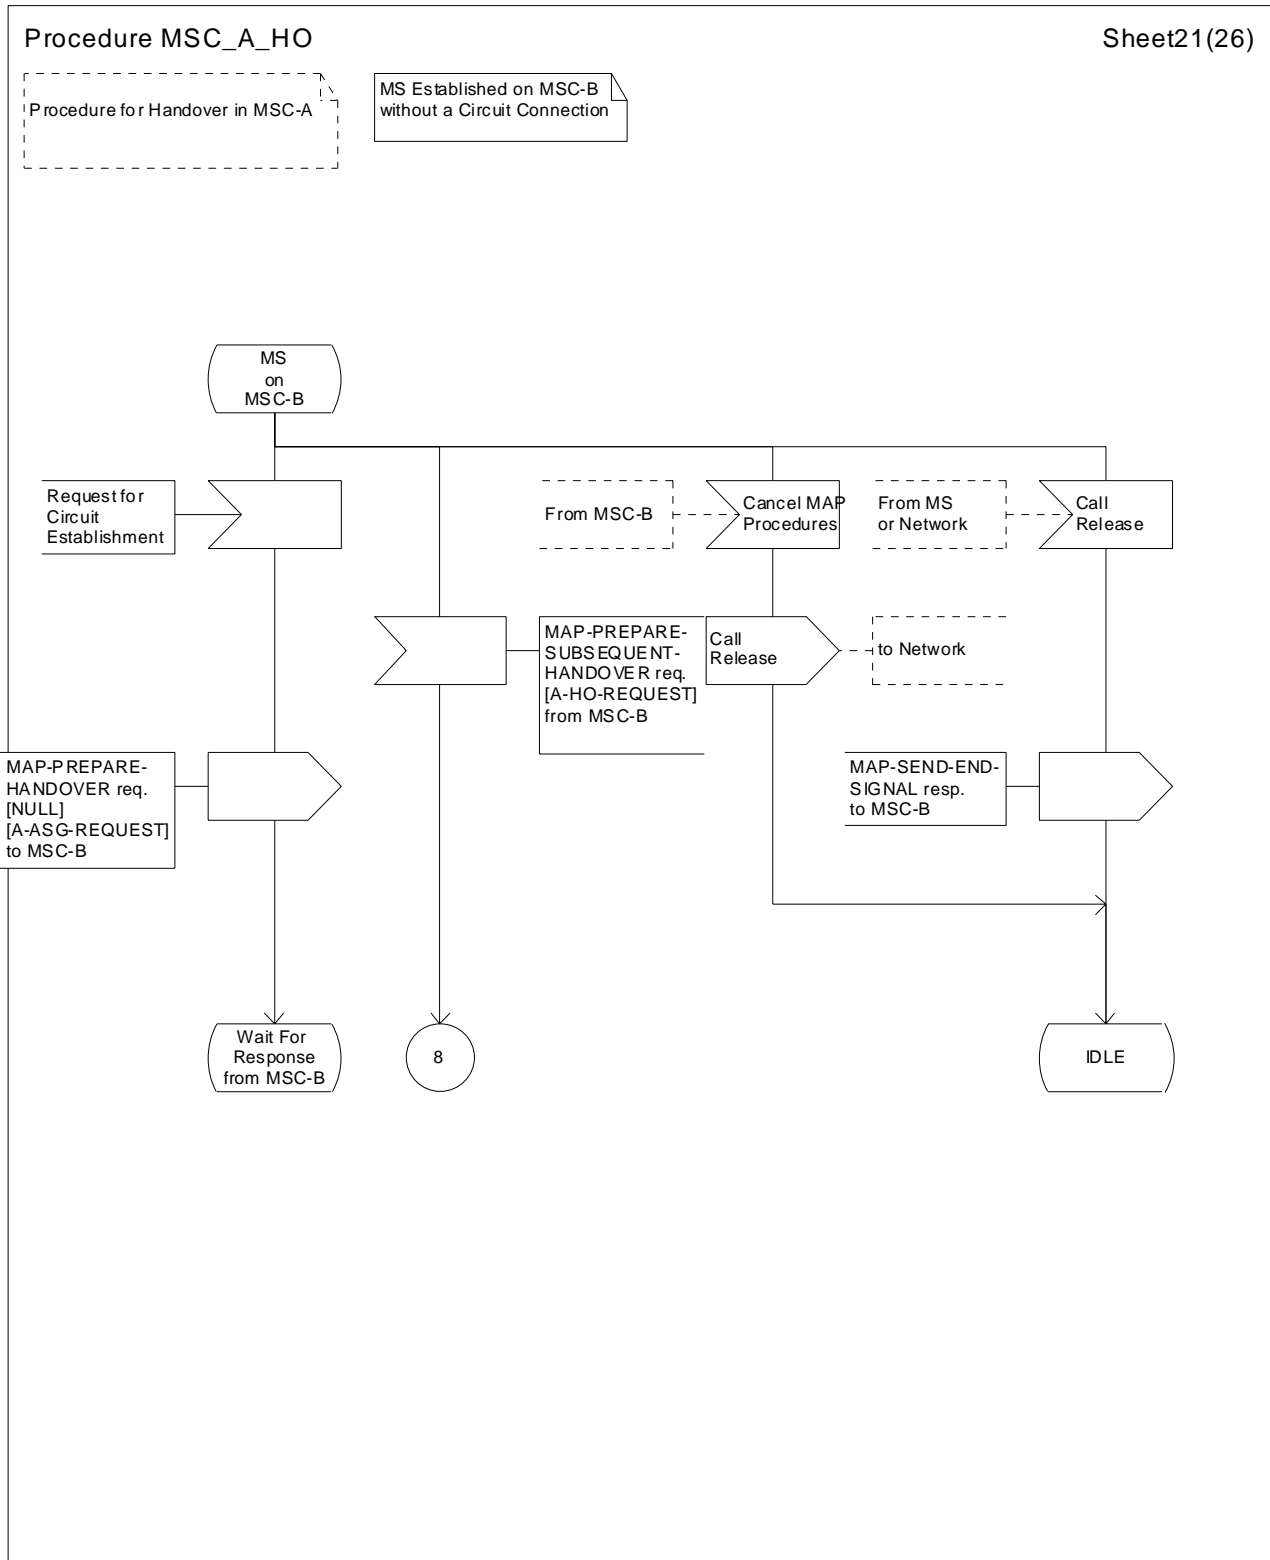 Procedure MSC_A_HO
Sheet21(26)
Procedure for Handover in MSC-A
MS Established on MSC-B
without a Circuit Connection
MS
on
MSC-B
Request for
Circuit
Establishment
From MSC-B
Cancel MAP
Procedures
From MS
or Network
Call
Release
MAP-PREPARE-
SUBSEQUENT-
HANDOVER req.
[A-HO-REQUEST]
from MSC-B
Call
Release
to Network
MAP-PREPARE-
HANDOVER req.
[NULL]
[A-ASG-REQUEST]
to MSC-B
MAP-SEND-END-
SIGNAL resp.
to MSC-B
Wait For
Response
from MSC-B
8
IDLE